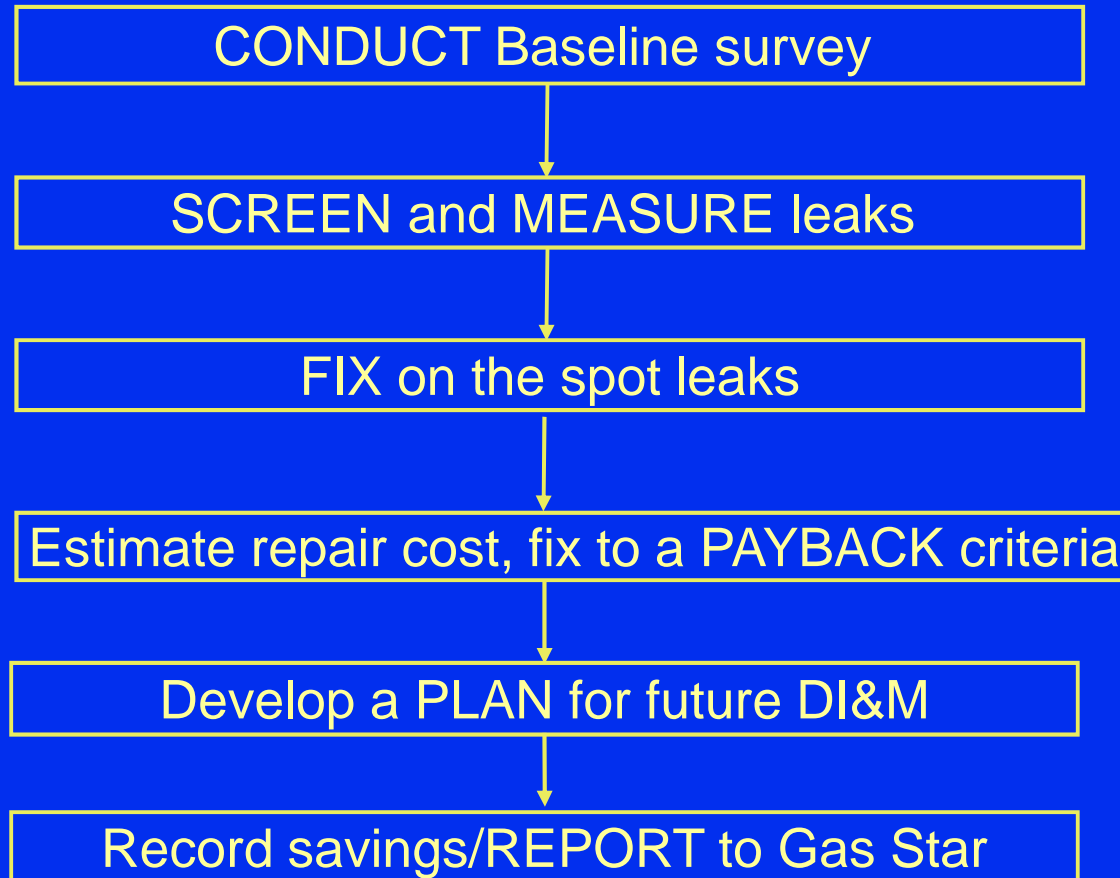 CONDUCT Baseline survey
SCREEN and MEASURE leaks
FIX on the spot leaks
Estimate repair cost, fix to a PAYBACK criteria
Develop a PLAN for future DI&M
Record savings/REPORT to Gas Star